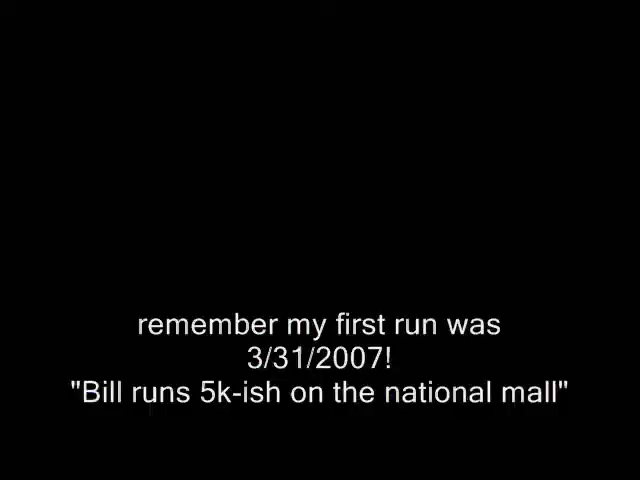 remember my first run was
3/31/2007!
"Bill runs 5k-ish on the national mall"